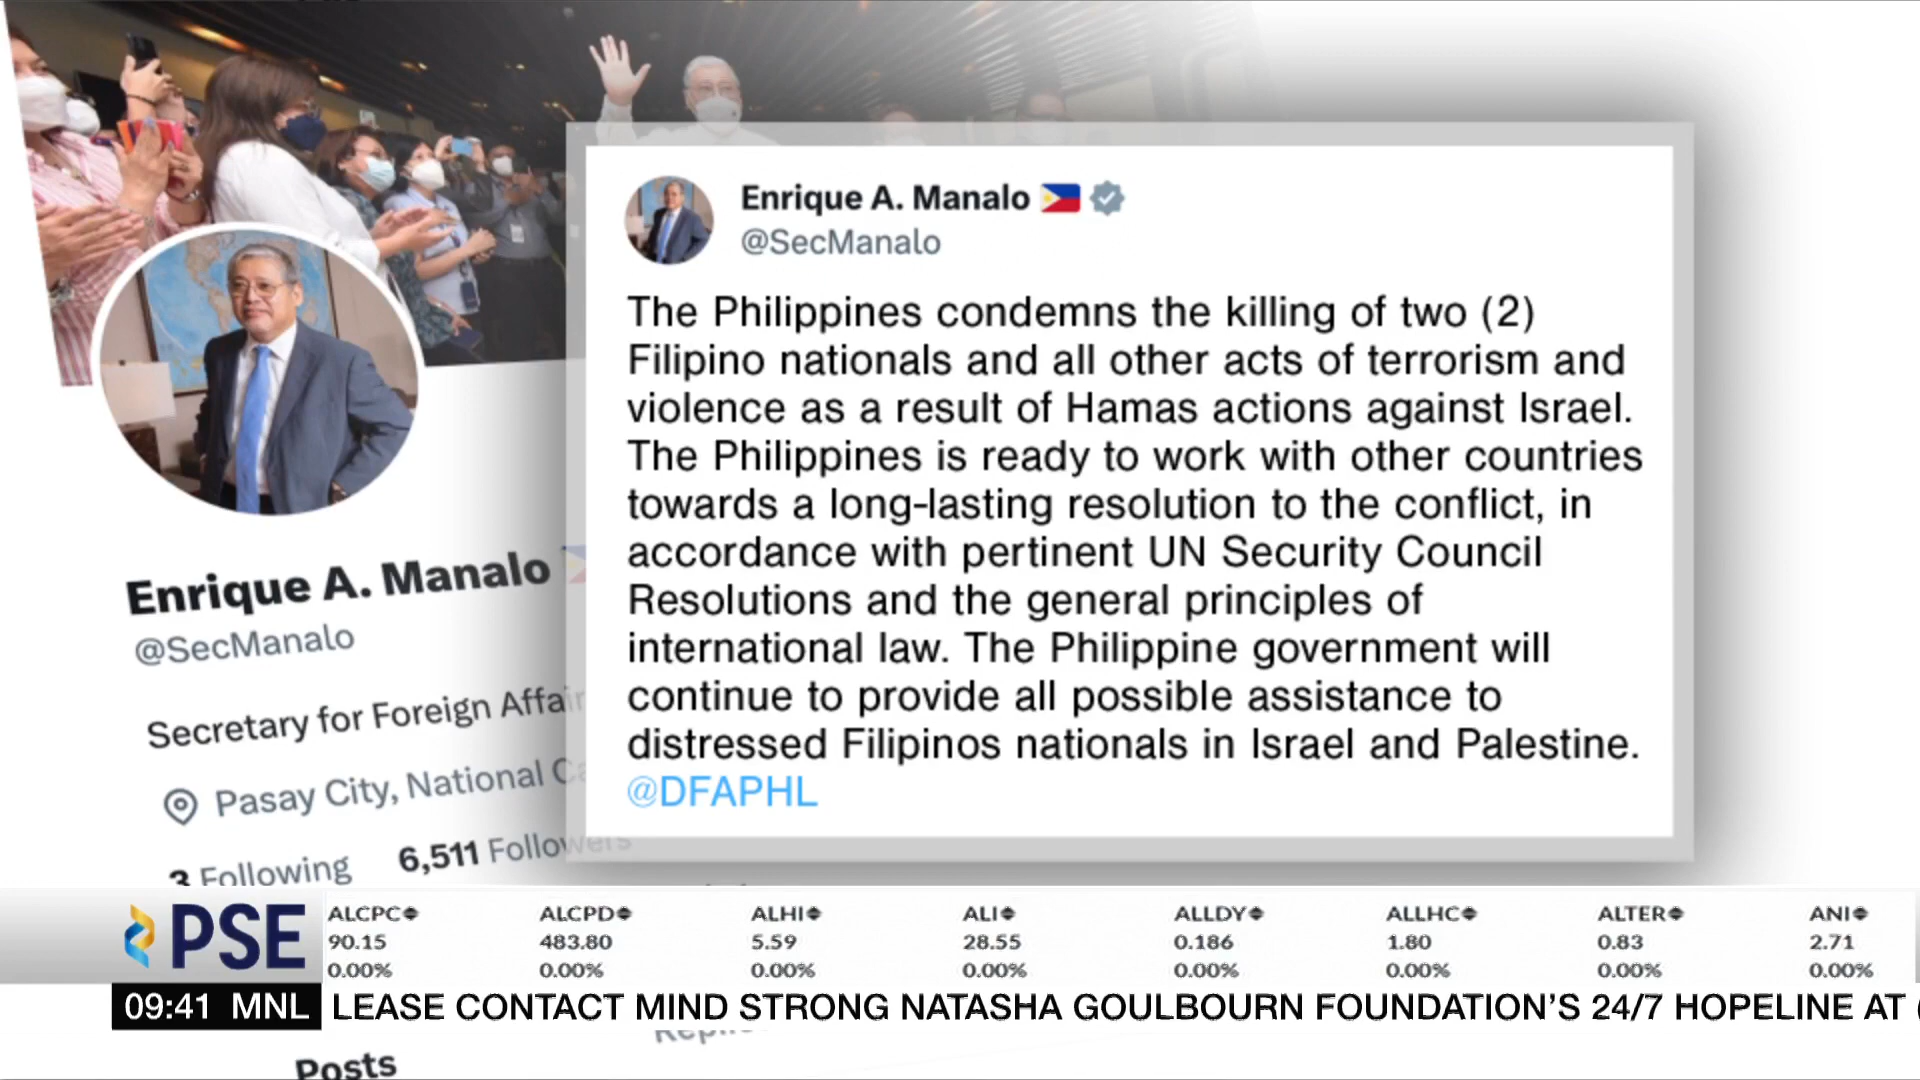 Enrique A. Manalo
@SecManalo
The Philippines condemns the killing of two (2)
Filipino nationals and all other acts of terrorism and
violence as a result of Hamas actions against Israel.
The Philippines is ready to work with other countries
towards a long-lasting resolution to the conflict, in
accordance with pertinent UN Security Council
Resolutions and the general principles of
international law. The Philippine government will
continue to provide all possible assistance to
distressed Filipinos nationals in Israel and Palestine.
@DFAPHL
Enrique A. Manalo
@SecManalo
Secretary for Foreign Affair
Pasay City, National Ca
3 Following 6,511 Followers
PSE
ALCPC ALCPD ALHI ALI ALLDY ALLHC ALTER ANI
90.15 483.80 5.59 28.55 0.186 1.80 0.83 2.71
0.00% 0.00% 0.00% 0.00% 0.00% 0.00% 0.00% 0.00%
09:41 MNL LEASE CONTACT MIND STRONG NATASHA GOULBOURN FOUNDATION'S 24/7 HOPELINE AT (
Posts